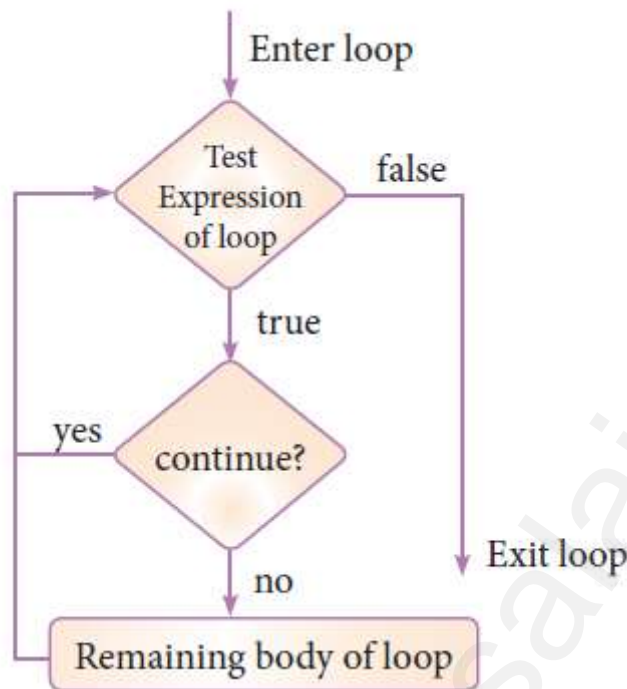 Enter loop
Test
Expression
of loop
false
true
yes
continue?
Exit loop
no
Remaining body of loop